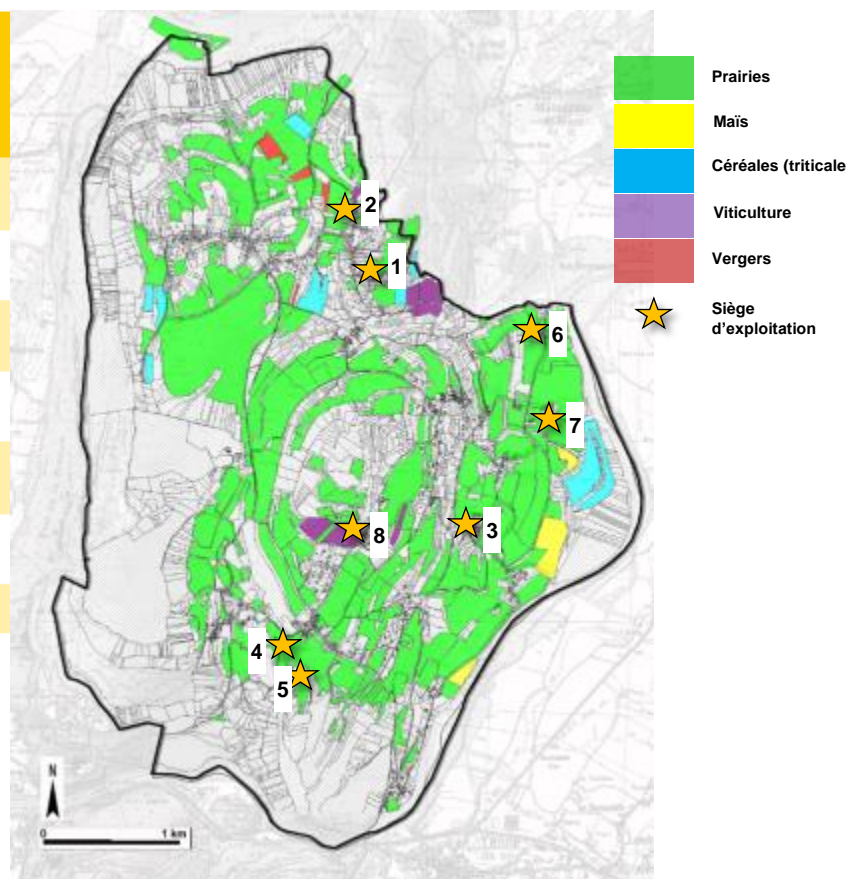 Prairies
Maïs
Céréales (triticale
Viticulture
Vergers
Siège
d'exploitation
2
1
6
7
3
8
4
5
N
0
1 km